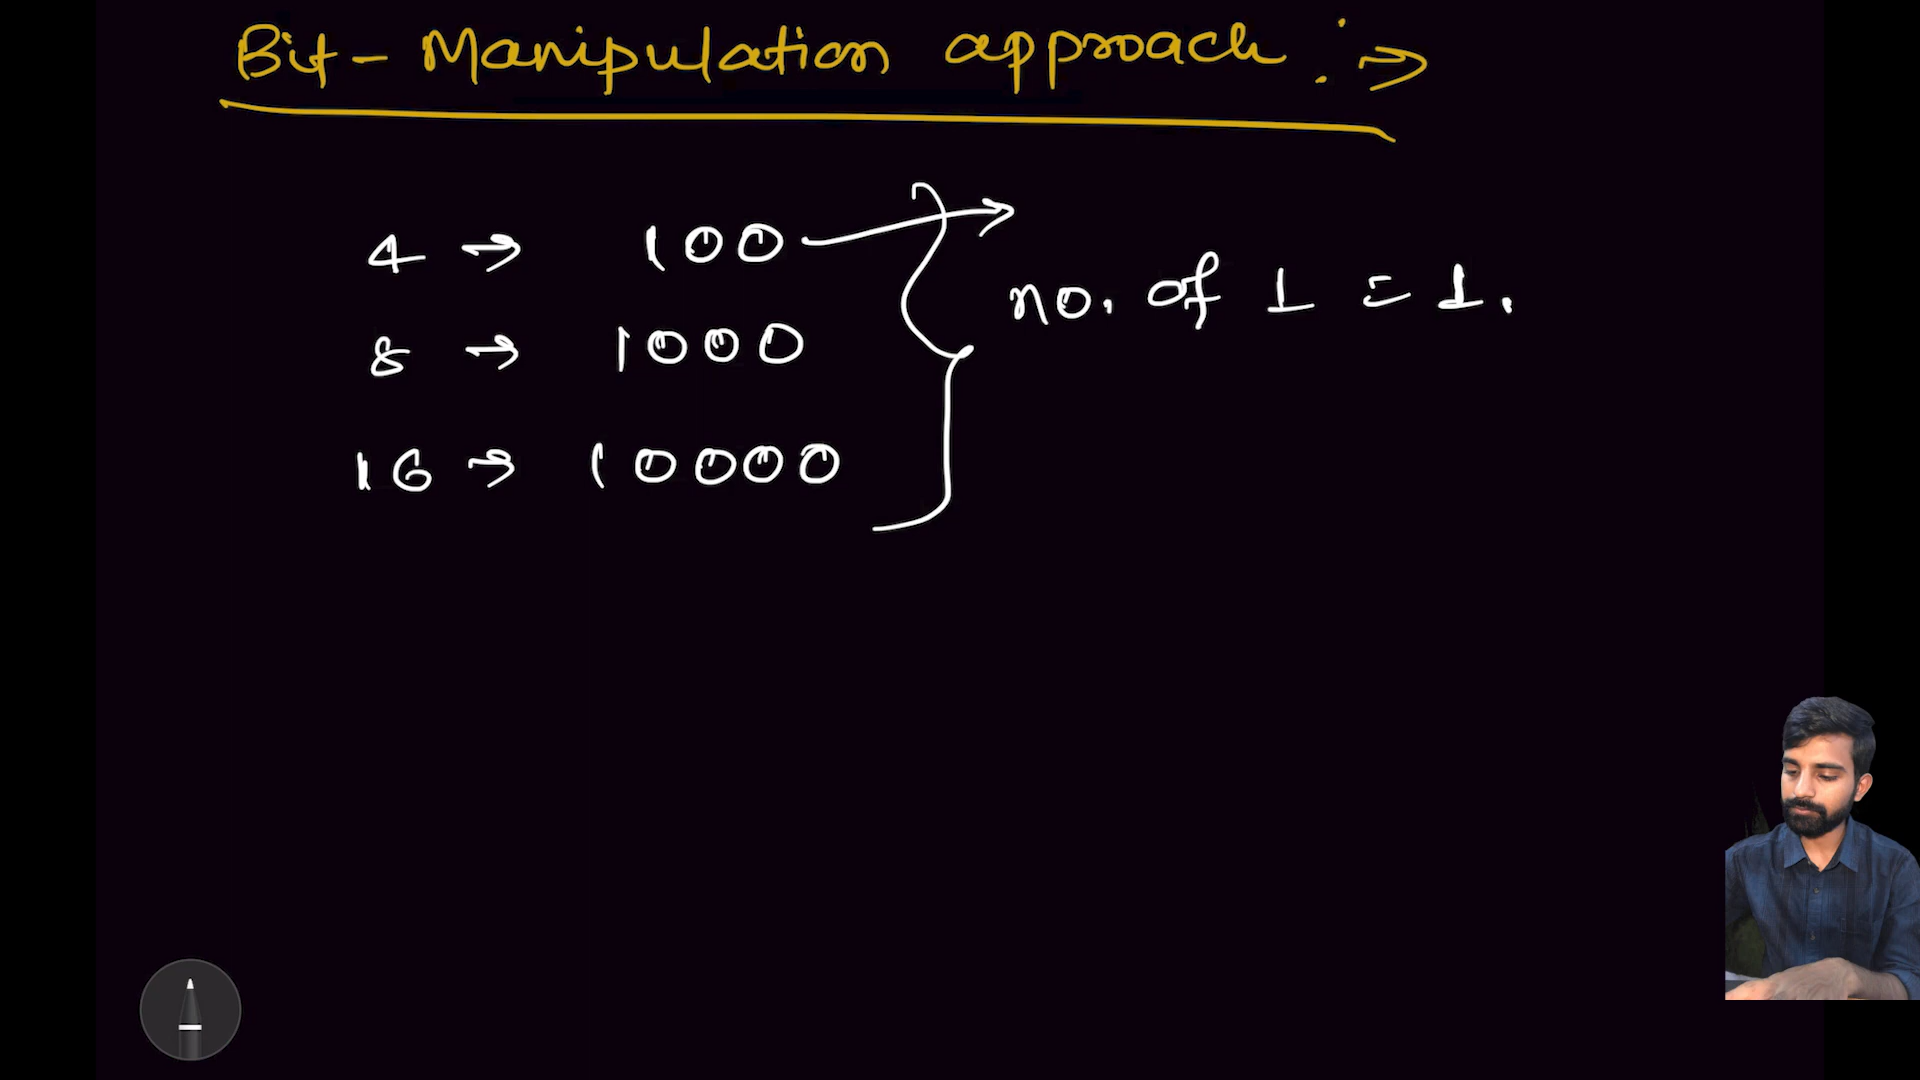 Bit - Manipulation approach :→
4 → 100 →
no. of 1 = 1.
8 → 1000
16 → 10000